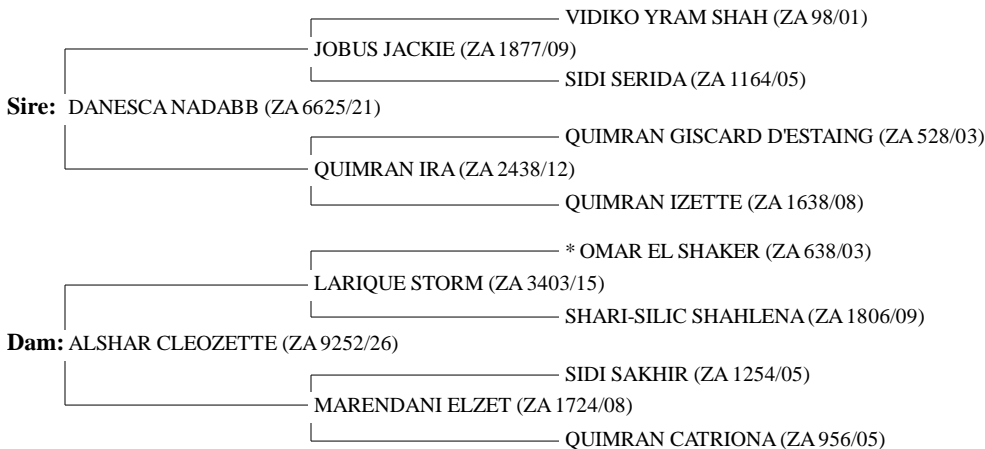 VIDIKO YRAM SHAH (ZA 98/01)
JOBUS JACKIE (ZA 1877/09)
SIDI SERIDA (ZA 1164/05)
Sire: DANESCA NADABB (ZA 6625/21)
QUIMRAN GISCARD D'ESTAING (ZA 528/03)
QUIMRAN IRA (ZA 2438/12)
QUIMRAN IZETTE (ZA 1638/08)
* OMAR EL SHAKER (ZA 638/03)
LARIQUE STORM (ZA 3403/15)
SHARI-SILIC SHAHLENA (ZA 1806/09)
Dam: ALSHAR CLEOZETTE (ZA 9252/26)
SIDI SAKHIR (ZA 1254/05)
MARENDANI ELZET (ZA 1724/08)
QUIMRAN CATRIONA (ZA 956/05)